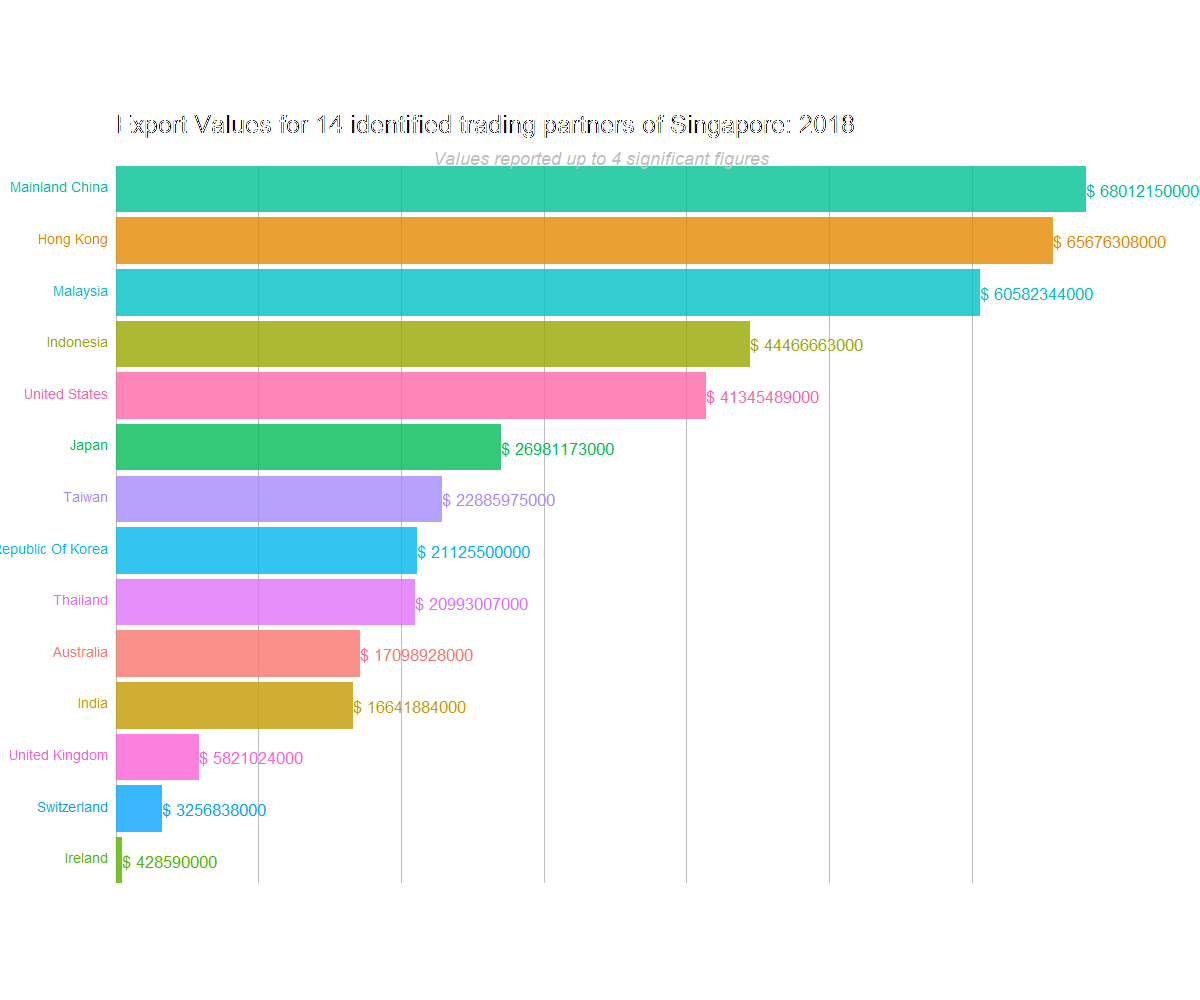 Export Values for 14 identified trading partners of Singapore: 2018
Values reported up to 4 significant figures
Mainland China $ 68012150000
Hong Kong $ 65676308000
Malaysia $ 60582344000
Indonesia $ 44466663000
United States $ 41345489000
Japan $ 26981173000
Taiwan $ 22885975000
Republic Of Korea $ 21125500000
Thailand $ 20993007000
Australia $ 17098928000
India $ 16641884000
United Kingdom $ 5821024000
Switzerland $ 3256838000
Ireland $ 428590000